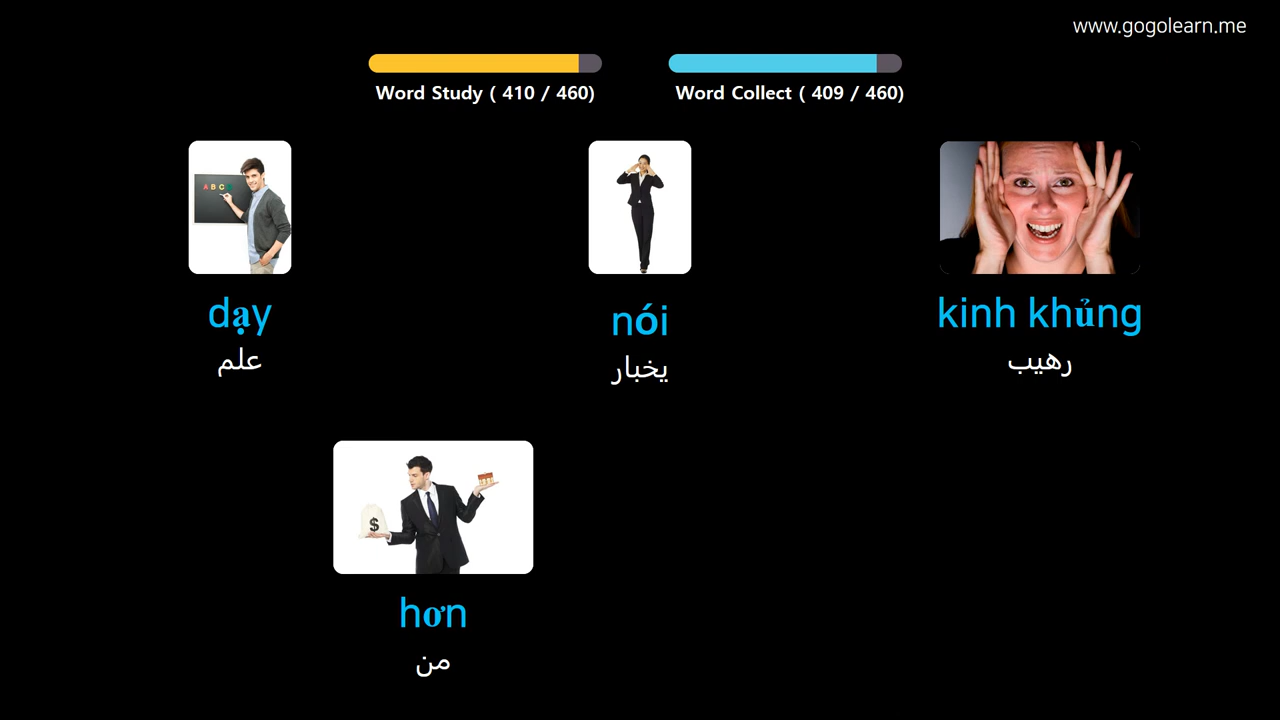 www.gogolearn.me
Word Study ( 410 / 460)
Word Collect ( 409 / 460)
A B C D
dạy
علم
nói
يخبار
kinh khủng
رهيب
$
hơn
من